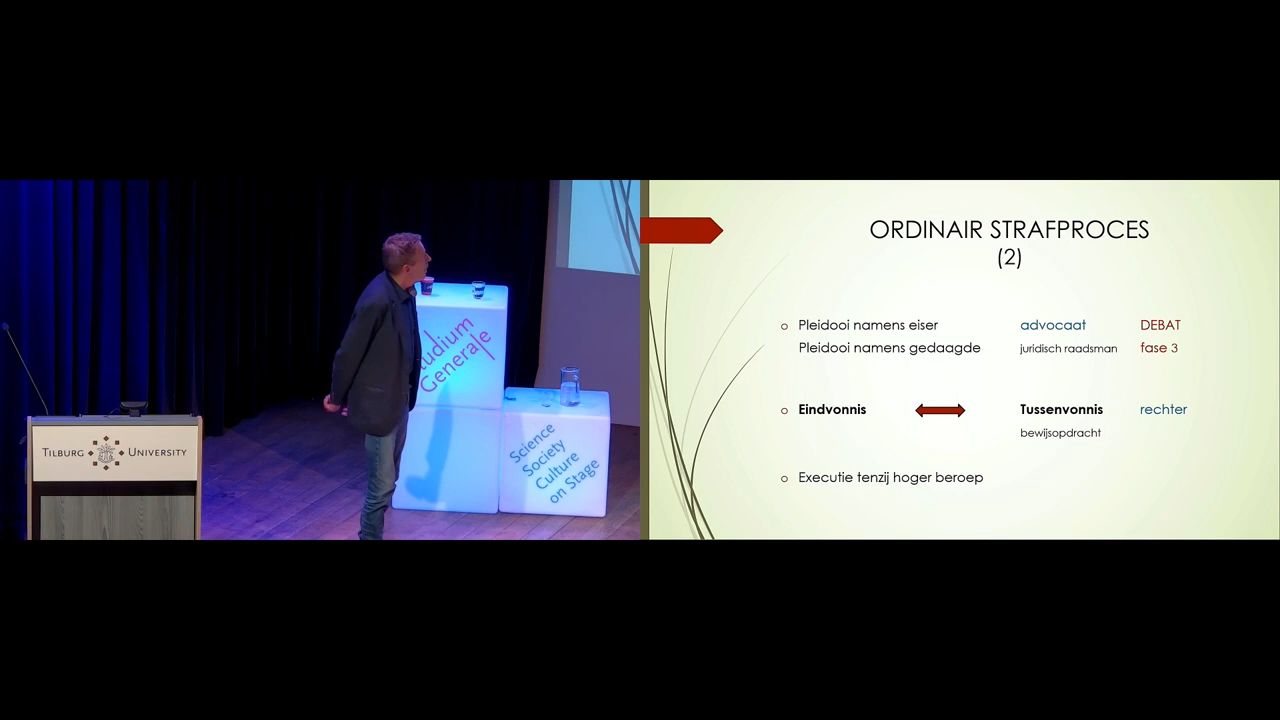 TILBURG UNIVERSITY
Studium
Generale
Science
Society
Culture
on Stage
ORDINAIR STRAFPROCES
(2)
Pleidooi namens eiser advocaat DEBAT
Pleidooi namens gedaagde juridisch raadsman fase 3
Eindvonnis Tussenvonnis rechter
bewijsopdracht
Executie tenzij hoger beroep